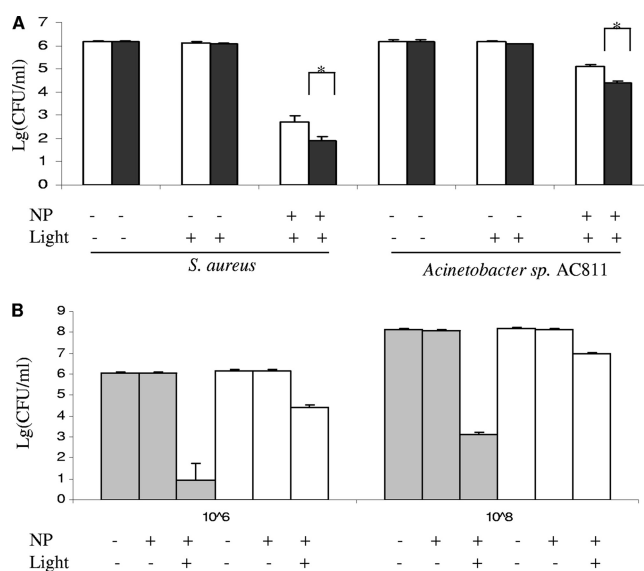 A
Lg(CFU/ml)
7
6
5
4
3
2
1
0
*
*
NP - - + + - - + +
Light - - + + + + - - + + + +
S. aureus
Acinetobacter sp. AC811
B
Lg(CFU/ml)
9
8
7
6
5
4
3
2
1
0
10^6
10^8
NP - + + - + + - + + - + +
Light - - + - - + - - + - - +